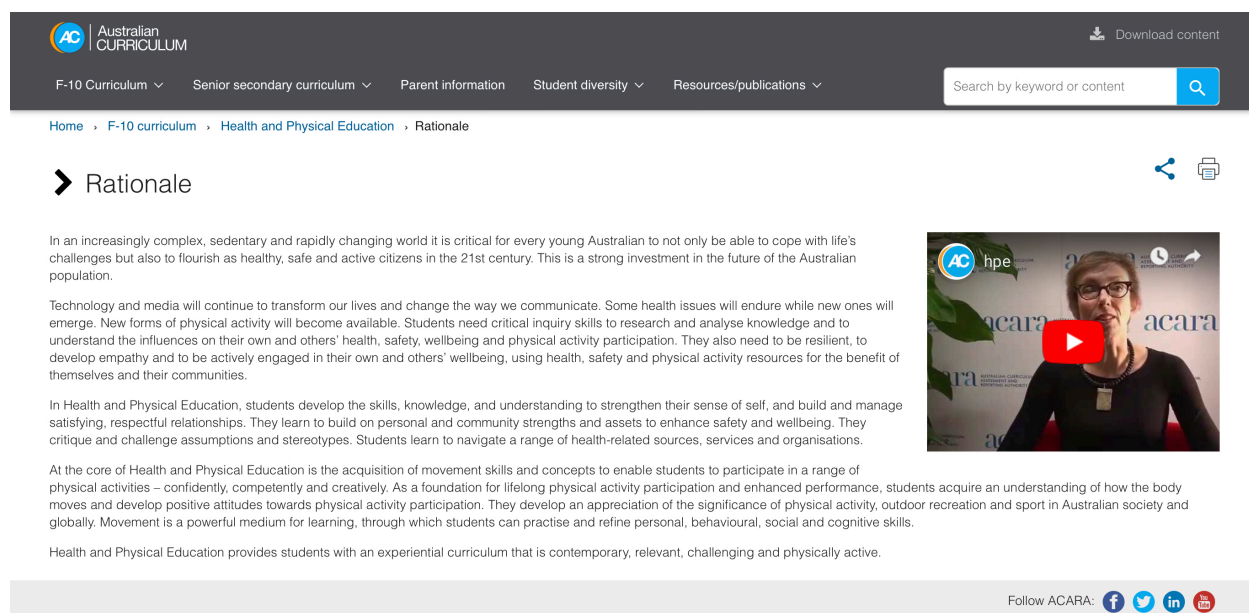 AC Australian
CURRICULUM
Download content
F-10 Curriculum
Senior secondary curriculum
Parent information
Student diversity
Resources/publications
Search by keyword or content
Home › F-10 curriculum › Health and Physical Education › Rationale
Rationale
In an increasingly complex, sedentary and rapidly changing world it is critical for every young Australian to not only be able to cope with life's
challenges but also to flourish as healthy, safe and active citizens in the 21st century. This is a strong investment in the future of the Australian
population.
Technology and media will continue to transform our lives and change the way we communicate. Some health issues will endure while new ones will
emerge. New forms of physical activity will become available. Students need critical inquiry skills to research and analyse knowledge and to
understand the influences on their own and others' health, safety, wellbeing and physical activity participation. They also need to be resilient, to
develop empathy and to be actively engaged in their own and others' wellbeing, using health, safety and physical activity resources for the benefit of
themselves and their communities.
In Health and Physical Education, students develop the skills, knowledge, and understanding to strengthen their sense of self, and build and manage
satisfying, respectful relationships. They learn to build on personal and community strengths and assets to enhance safety and wellbeing. They
critique and challenge assumptions and stereotypes. Students learn to navigate a range of health-related sources, services and organisations.
At the core of Health and Physical Education is the acquisition of movement skills and concepts to enable students to participate in a range of
physical activities – confidently, competently and creatively. As a foundation for lifelong physical activity participation and enhanced performance, students acquire an understanding of how the body
moves and develop positive attitudes towards physical activity participation. They develop an appreciation of the significance of physical activity, outdoor recreation and sport in Australian society and
globally. Movement is a powerful medium for learning, through which students can practise and refine personal, behavioural, social and cognitive skills.
Health and Physical Education provides students with an experiential curriculum that is contemporary, relevant, challenging and physically active.
AC hpe
acara
acara
Follow ACARA: